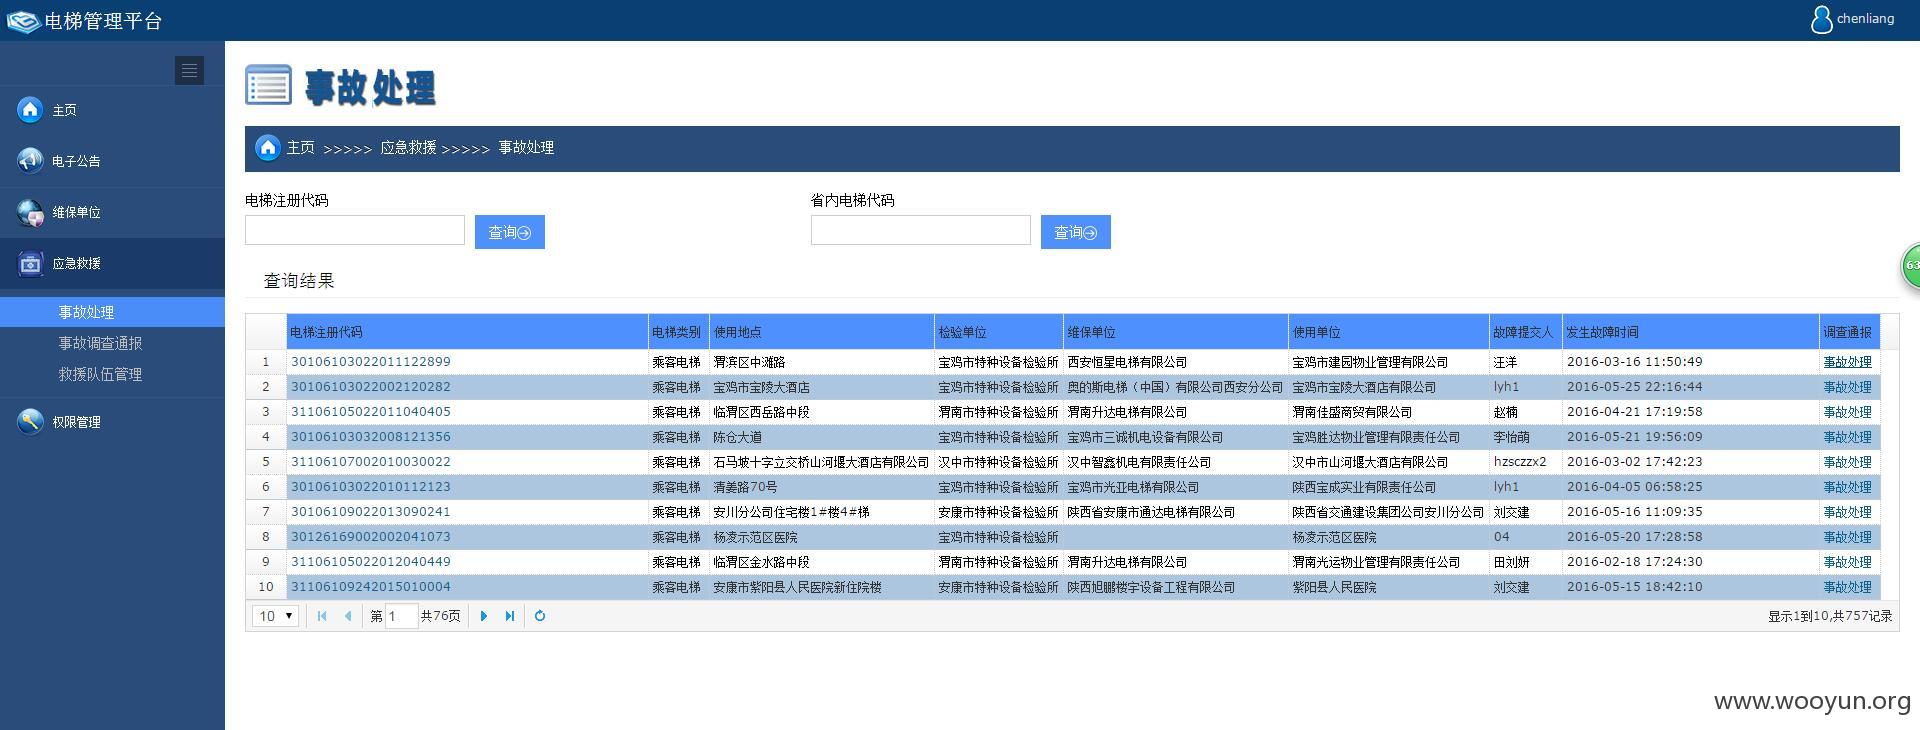 电梯管理平台
chenliang
主页
电子公告
维保单位
应急救援
事故处理
事故调查通报
救援队伍管理
权限管理
事故处理
主页 >>>>> 应急救援 >>>>> 事故处理
电梯注册代码 省内电梯代码
查询 查询
63
查询结果
电梯注册代码 电梯类别 使用地点 检验单位 维保单位 使用单位 故障提交人 发生故障时间 调查通报
1 30106103022011122899 乘客电梯 渭滨区中滩路 宝鸡市特种设备检验所 西安恒星电梯有限公司 宝鸡市建园物业管理有限公司 汪洋 2016-03-16 11:50:49 事故处理
2 30106103022002120282 乘客电梯 宝鸡市宝陵大酒店 宝鸡市特种设备检验所 奥的斯电梯（中国）有限公司西安分公司 宝鸡市宝陵大酒店有限公司 lyh1 2016-05-25 22:16:44 事故处理
3 31106105022011040405 乘客电梯 临渭区西岳路中段 渭南市特种设备检验所 渭南升达电梯有限公司 渭南佳盛商贸有限公司 赵楠 2016-04-21 17:19:58 事故处理
4 30106103032008121356 乘客电梯 陈仓大道 宝鸡市特种设备检验所 宝鸡市三诚机电设备有限公司 宝鸡胜达物业管理有限责任公司 李怡萌 2016-05-21 19:56:09 事故处理
5 31106107002010030022 乘客电梯 石马坡十字立交桥山河堰大酒店有限公司 汉中市特种设备检验所 汉中智鑫机电有限责任公司 汉中市山河堰大酒店有限公司 hzsczzx2 2016-03-02 17:42:23 事故处理
6 30106103022010112123 乘客电梯 清姜路70号 宝鸡市特种设备检验所 宝鸡市光亚电梯有限公司 陕西宝成实业有限责任公司 lyh1 2016-04-05 06:58:25 事故处理
7 30106109022013090241 乘客电梯 安川分公司住宅楼1#楼4#梯 安康市特种设备检验所 陕西省安康市通达电梯有限公司 陕西省交通建设集团公司安川分公司 刘交建 2016-05-16 11:09:35 事故处理
8 30126169002002041073 乘客电梯 杨凌示范区医院 宝鸡市特种设备检验所 杨凌示范区医院 04 2016-05-20 17:28:58 事故处理
9 31106105022012040449 乘客电梯 临渭区金水路中段 渭南市特种设备检验所 渭南升达电梯有限公司 渭南光运物业管理有限责任公司 田刘妍 2016-02-18 17:24:30 事故处理
10 31106109242015010004 乘客电梯 安康市紫阳县人民医院新住院楼 安康市特种设备检验所 陕西旭鹏楼宇设备工程有限公司 紫阳县人民医院 刘交建 2016-05-15 18:42:10 事故处理
10 第 1 共76页 显示1到10,共757记录
www.wooyun.org